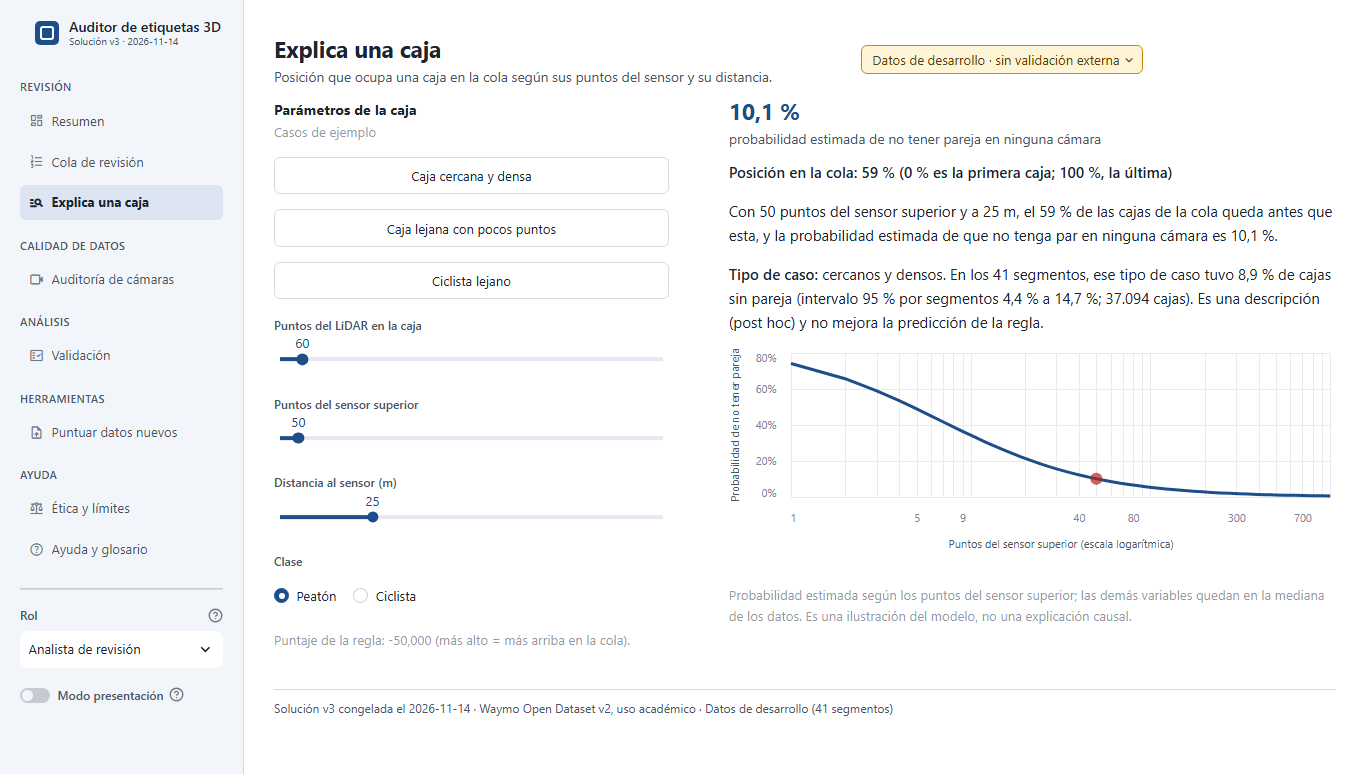 Auditor de etiquetas 3D
Solución v3 · 2026-11-14
REVISIÓN
Resumen
Cola de revisión
Explica una caja
CALIDAD DE DATOS
Auditoría de cámaras
ANÁLISIS
Validación
HERRAMIENTAS
Puntuar datos nuevos
AYUDA
Ética y límites
Ayuda y glosario
Rol
Analista de revisión
Modo presentación
Explica una caja
Posición que ocupa una caja en la cola según sus puntos del sensor y su distancia.
Datos de desarrollo · sin validación externa
Parámetros de la caja
Casos de ejemplo
Caja cercana y densa
Caja lejana con pocos puntos
Ciclista lejano
Puntos del LiDAR en la caja
60
Puntos del sensor superior
50
Distancia al sensor (m)
25
Clase
Peatón
Ciclista
Puntaje de la regla: -50,000 (más alto = más arriba en la cola).
10,1 %
probabilidad estimada de no tener pareja en ninguna cámara
Posición en la cola: 59 % (0 % es la primera caja; 100 %, la última)
Con 50 puntos del sensor superior y a 25 m, el 59 % de las cajas de la cola queda antes que
esta, y la probabilidad estimada de que no tenga par en ninguna cámara es 10,1 %.
Tipo de caso: cercanos y densos. En los 41 segmentos, ese tipo de caso tuvo 8,9 % de cajas
sin pareja (intervalo 95 % por segmentos 4,4 % a 14,7 %; 37.094 cajas). Es una descripción
(post hoc) y no mejora la predicción de la regla.
Probabilidad de no tener pareja
80%
60%
40%
20%
0%
1 5 9 40 80 300 700
Puntos del sensor superior (escala logarítmica)
Probabilidad estimada según los puntos del sensor superior; las demás variables quedan en la mediana
de los datos. Es una ilustración del modelo, no una explicación causal.
Solución v3 congelada el 2026-11-14 · Waymo Open Dataset v2, uso académico · Datos de desarrollo (41 segmentos)